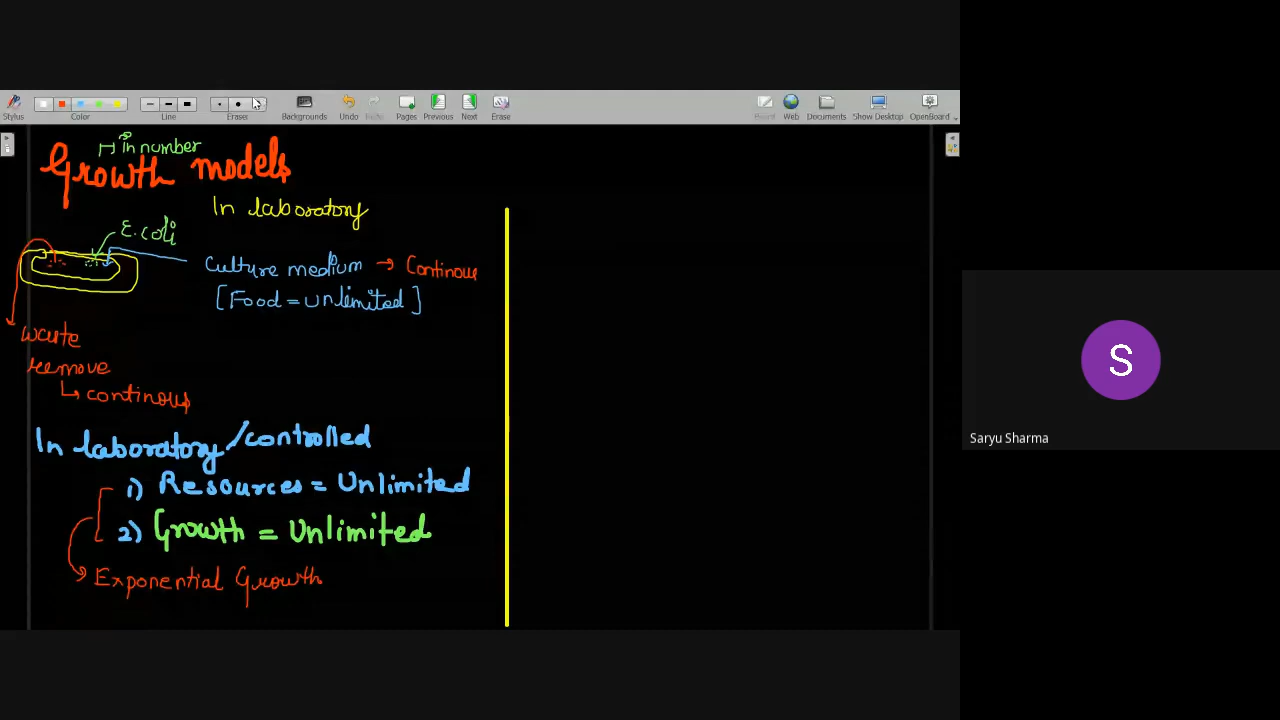 Stylus Color Line Eraser Backgrounds Undo Redo Pages Previous Next Erase Board Web Documents Show Desktop OpenBoard
in number
Growth models
In laboratory
E.coli
Culture medium → Continous
[Food = unlimited]
waste
remove
↳ continous
In laboratory/controlled
1) Resources = Unlimited
2) Growth = Unlimited
Exponential Growth
S
Saryu Sharma